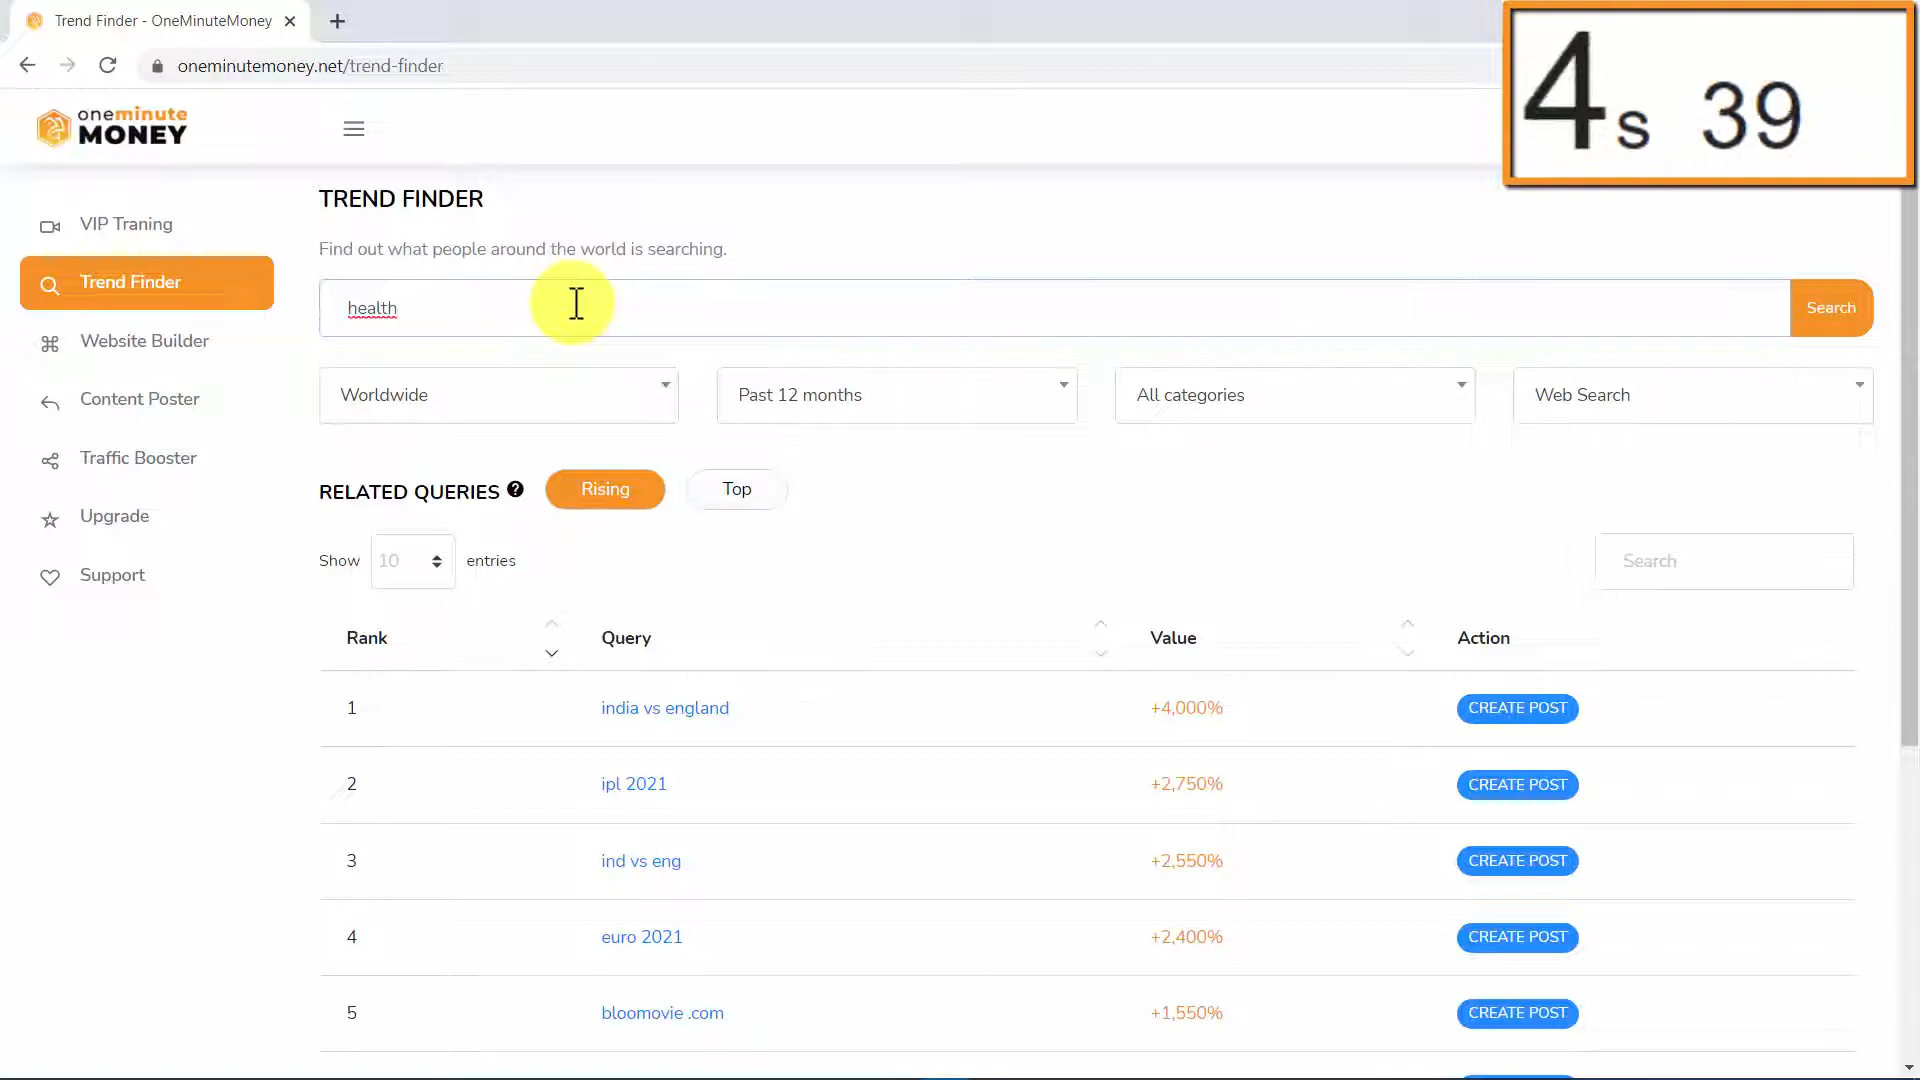 Trend Finder - OneMinuteMoney
oneminutemoney.net/trend-finder
4s 39
oneminute
MONEY
VIP Traning
Trend Finder
Website Builder
Content Poster
Traffic Booster
Upgrade
Support
TREND FINDER
Find out what people around the world is searching.
health
Search
Worldwide
Past 12 months
All categories
Web Search
RELATED QUERIES
Rising
Top
Show 10 entries
Search
Rank Query Value Action
1 india vs england +4,000% CREATE POST
2 ipl 2021 +2,750% CREATE POST
3 ind vs eng +2,550% CREATE POST
4 euro 2021 +2,400% CREATE POST
5 bloomovie .com +1,550% CREATE POST